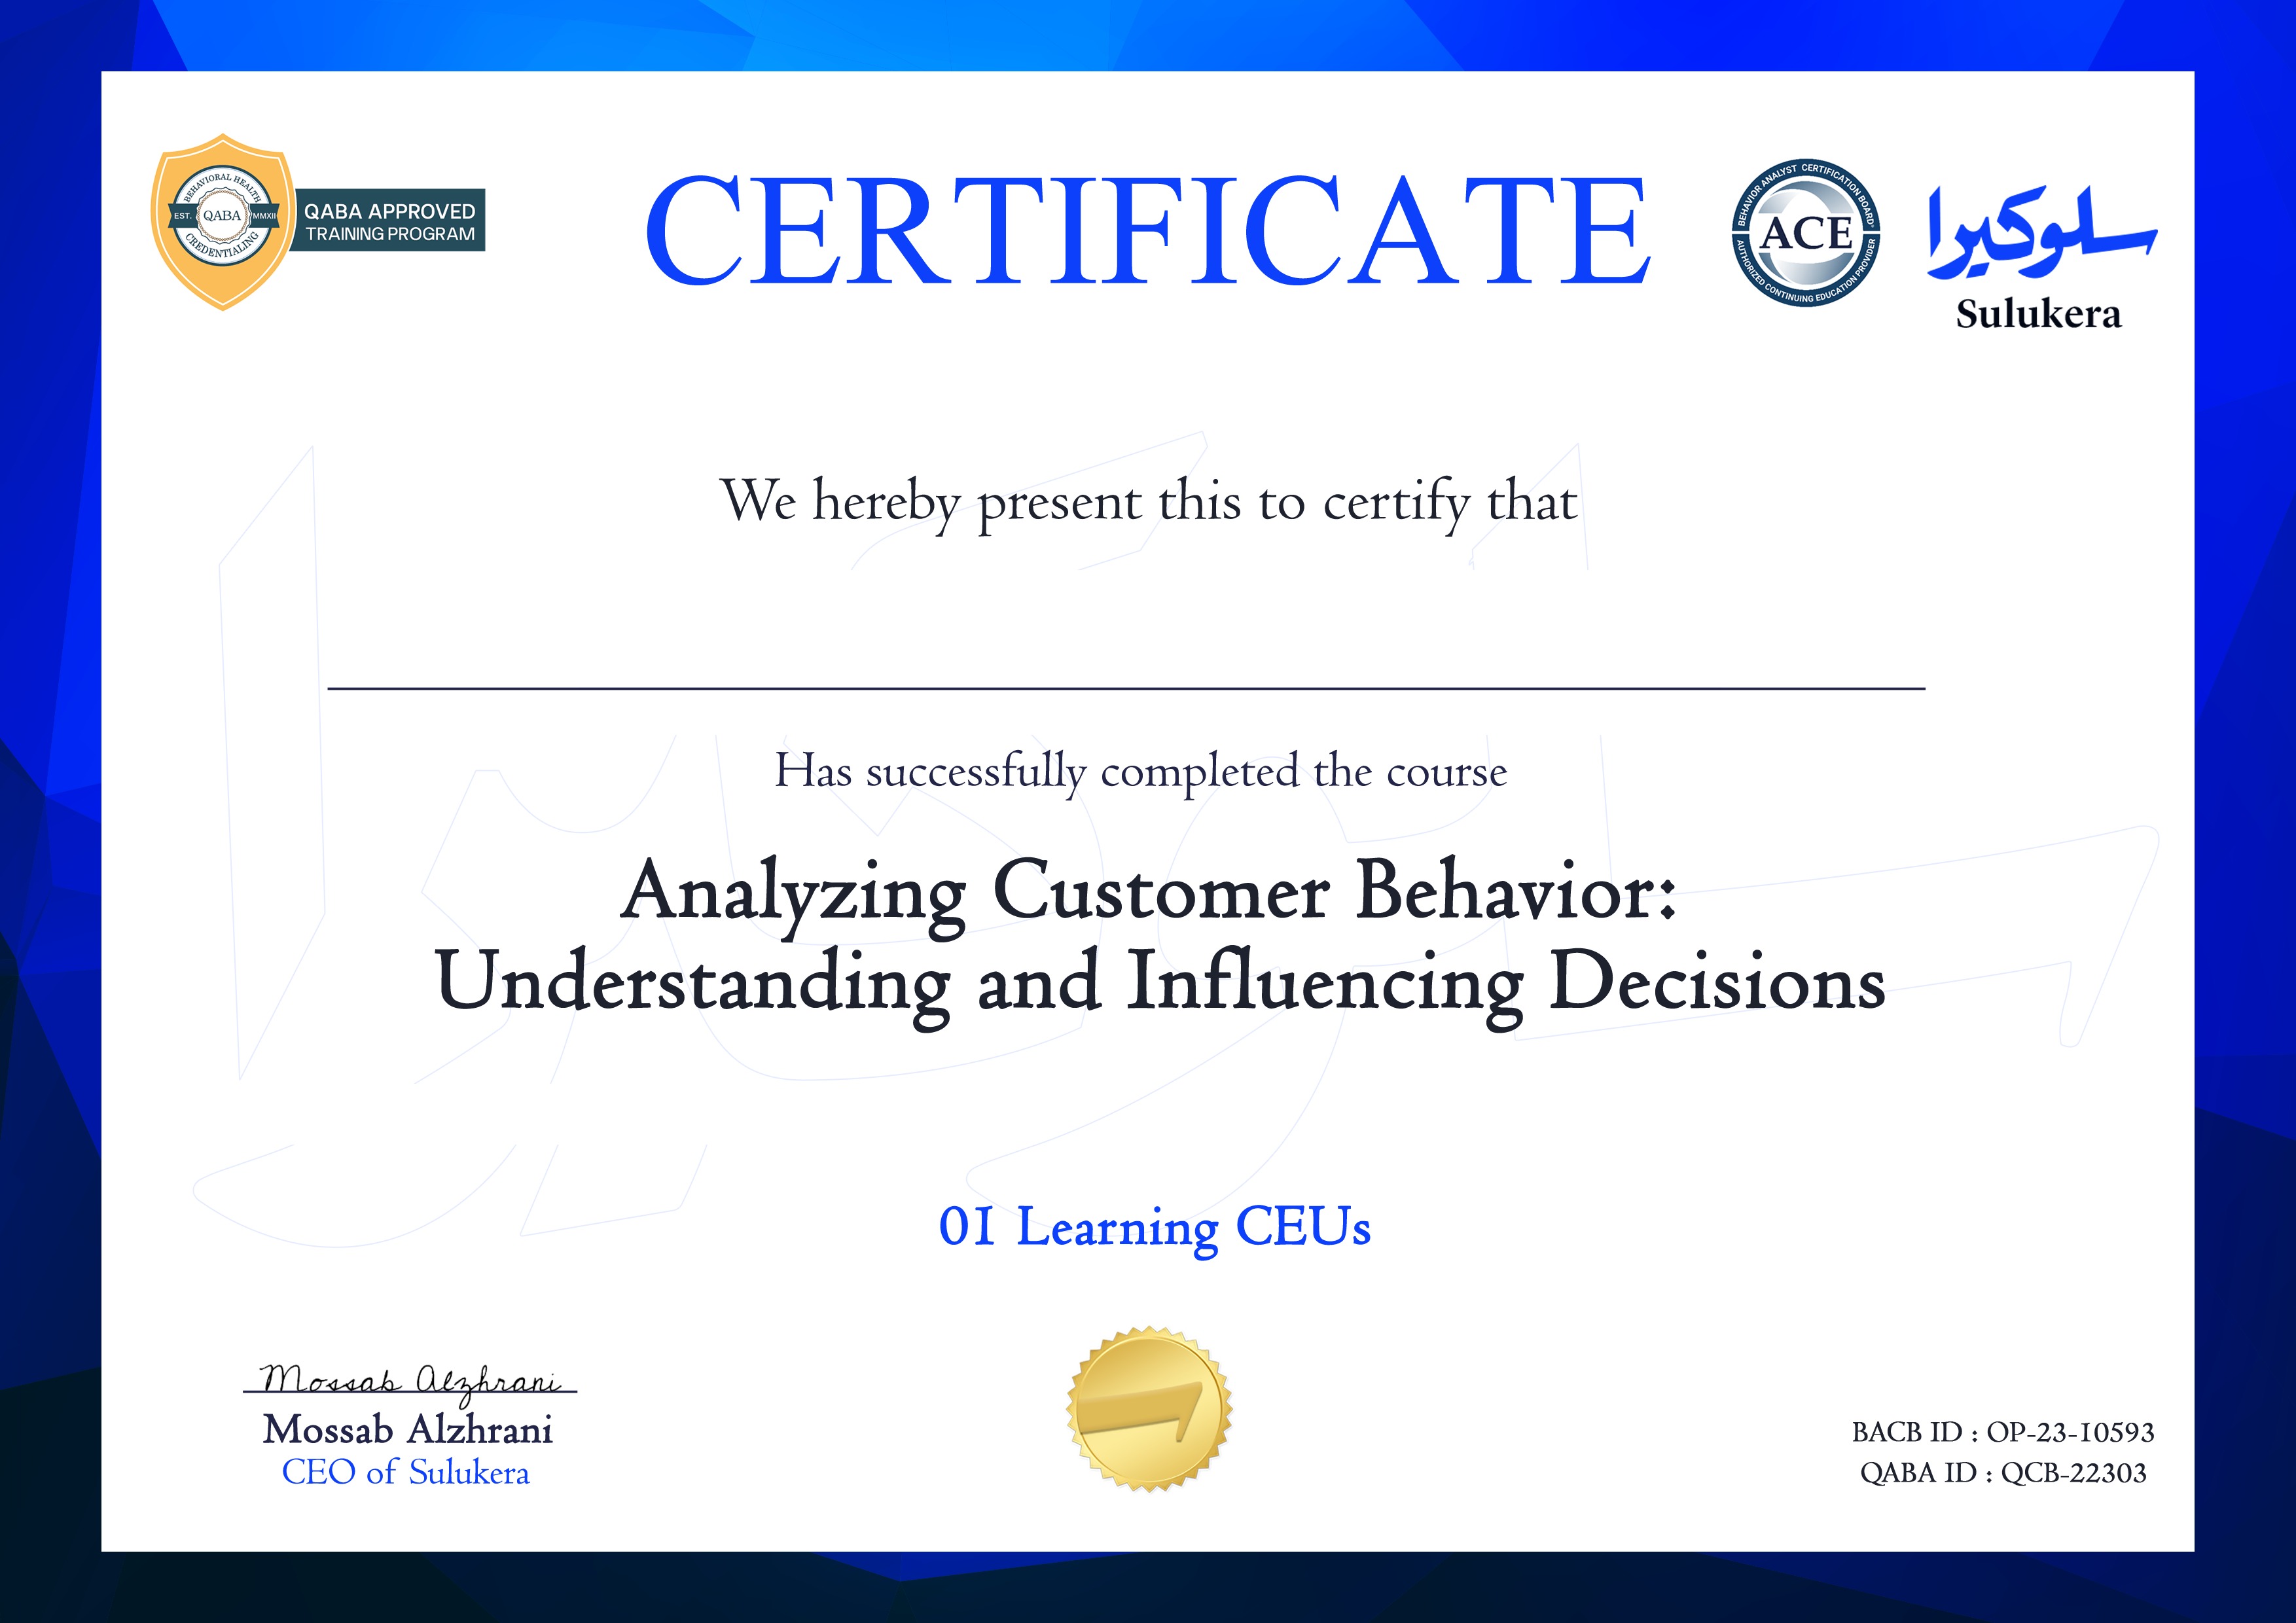 BEHAVIORAL HEALTH
EST. QABA MMXII
CREDENTIALING
QABA APPROVED
TRAINING PROGRAM
CERTIFICATE
BEHAVIOR ANALYST CERTIFICATION BOARD®
ACE
AUTHORIZED CONTINUING EDUCATION PROVIDER
سلوكيرا
Sulukera
We hereby present this to certify that
Has successfully completed the course
Analyzing Customer Behavior:
Understanding and Influencing Decisions
01 Learning CEUs
Mossab Alzhrani
Mossab Alzhrani
CEO of Sulukera
BACB ID : OP-23-10593
QABA ID : QCB-22303